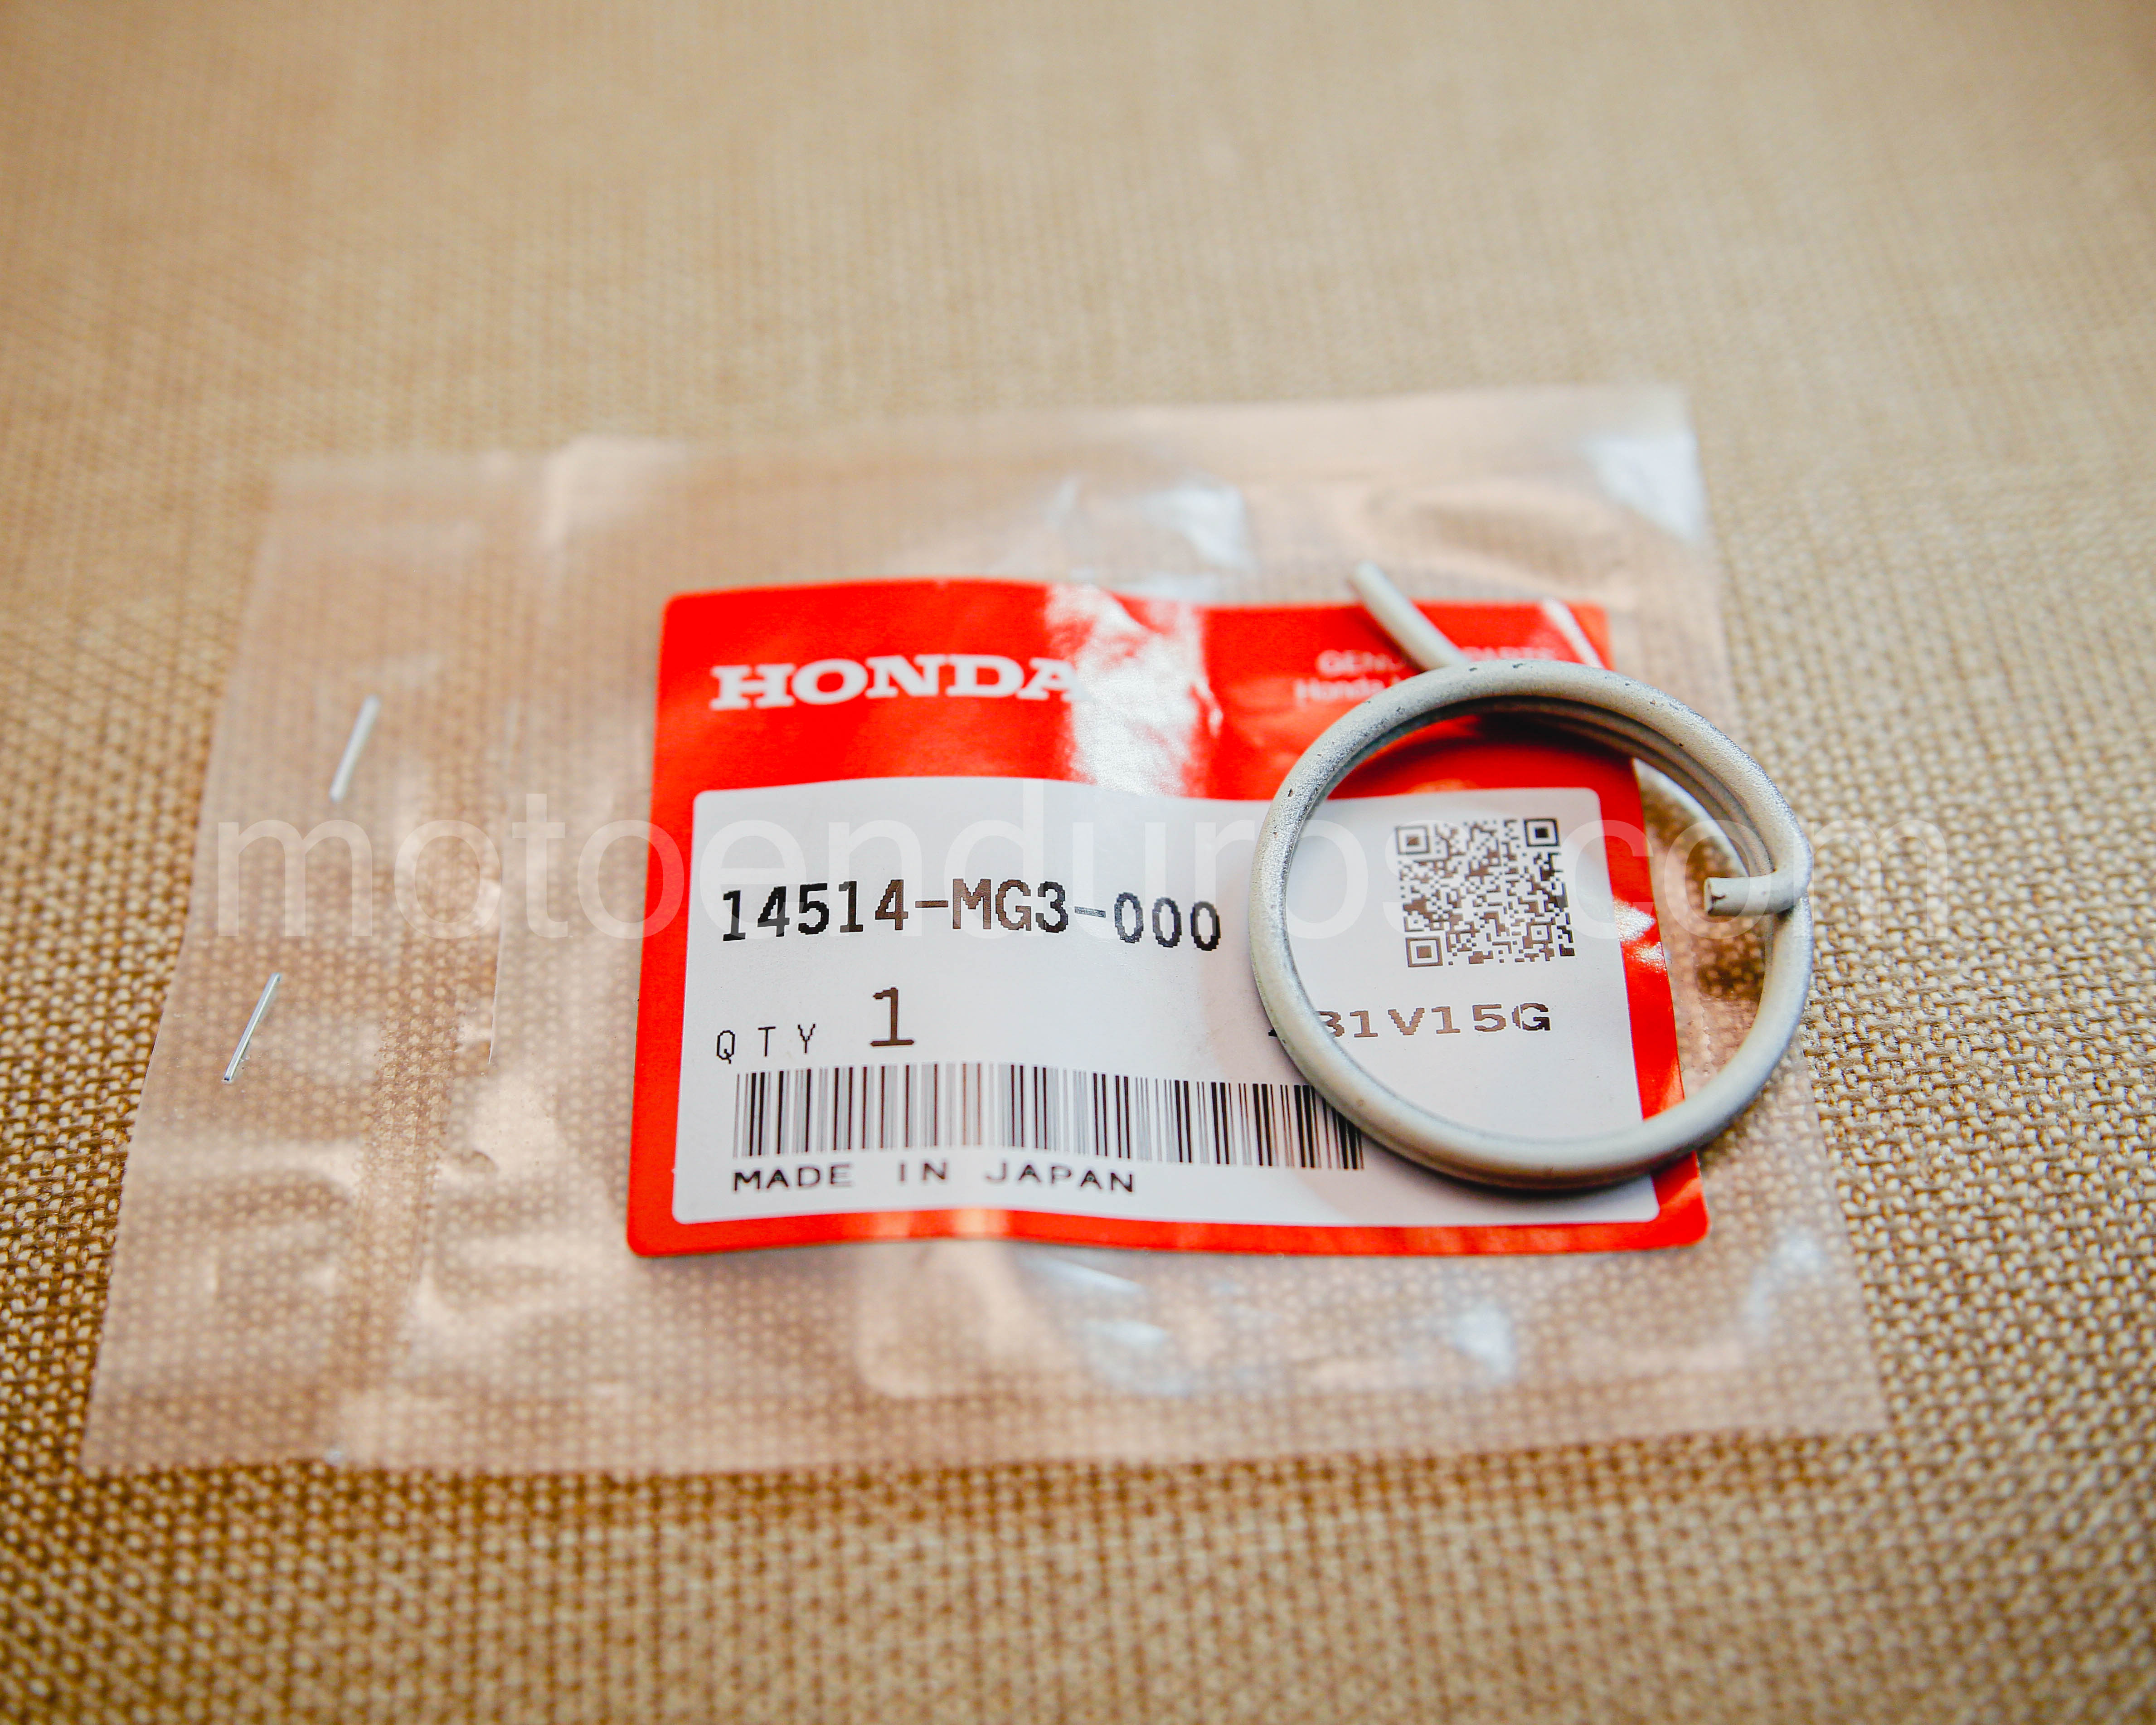 HONDA
14514-MG3-000
QTY 1
31V15G
MADE IN JAPAN
motoenduros.com